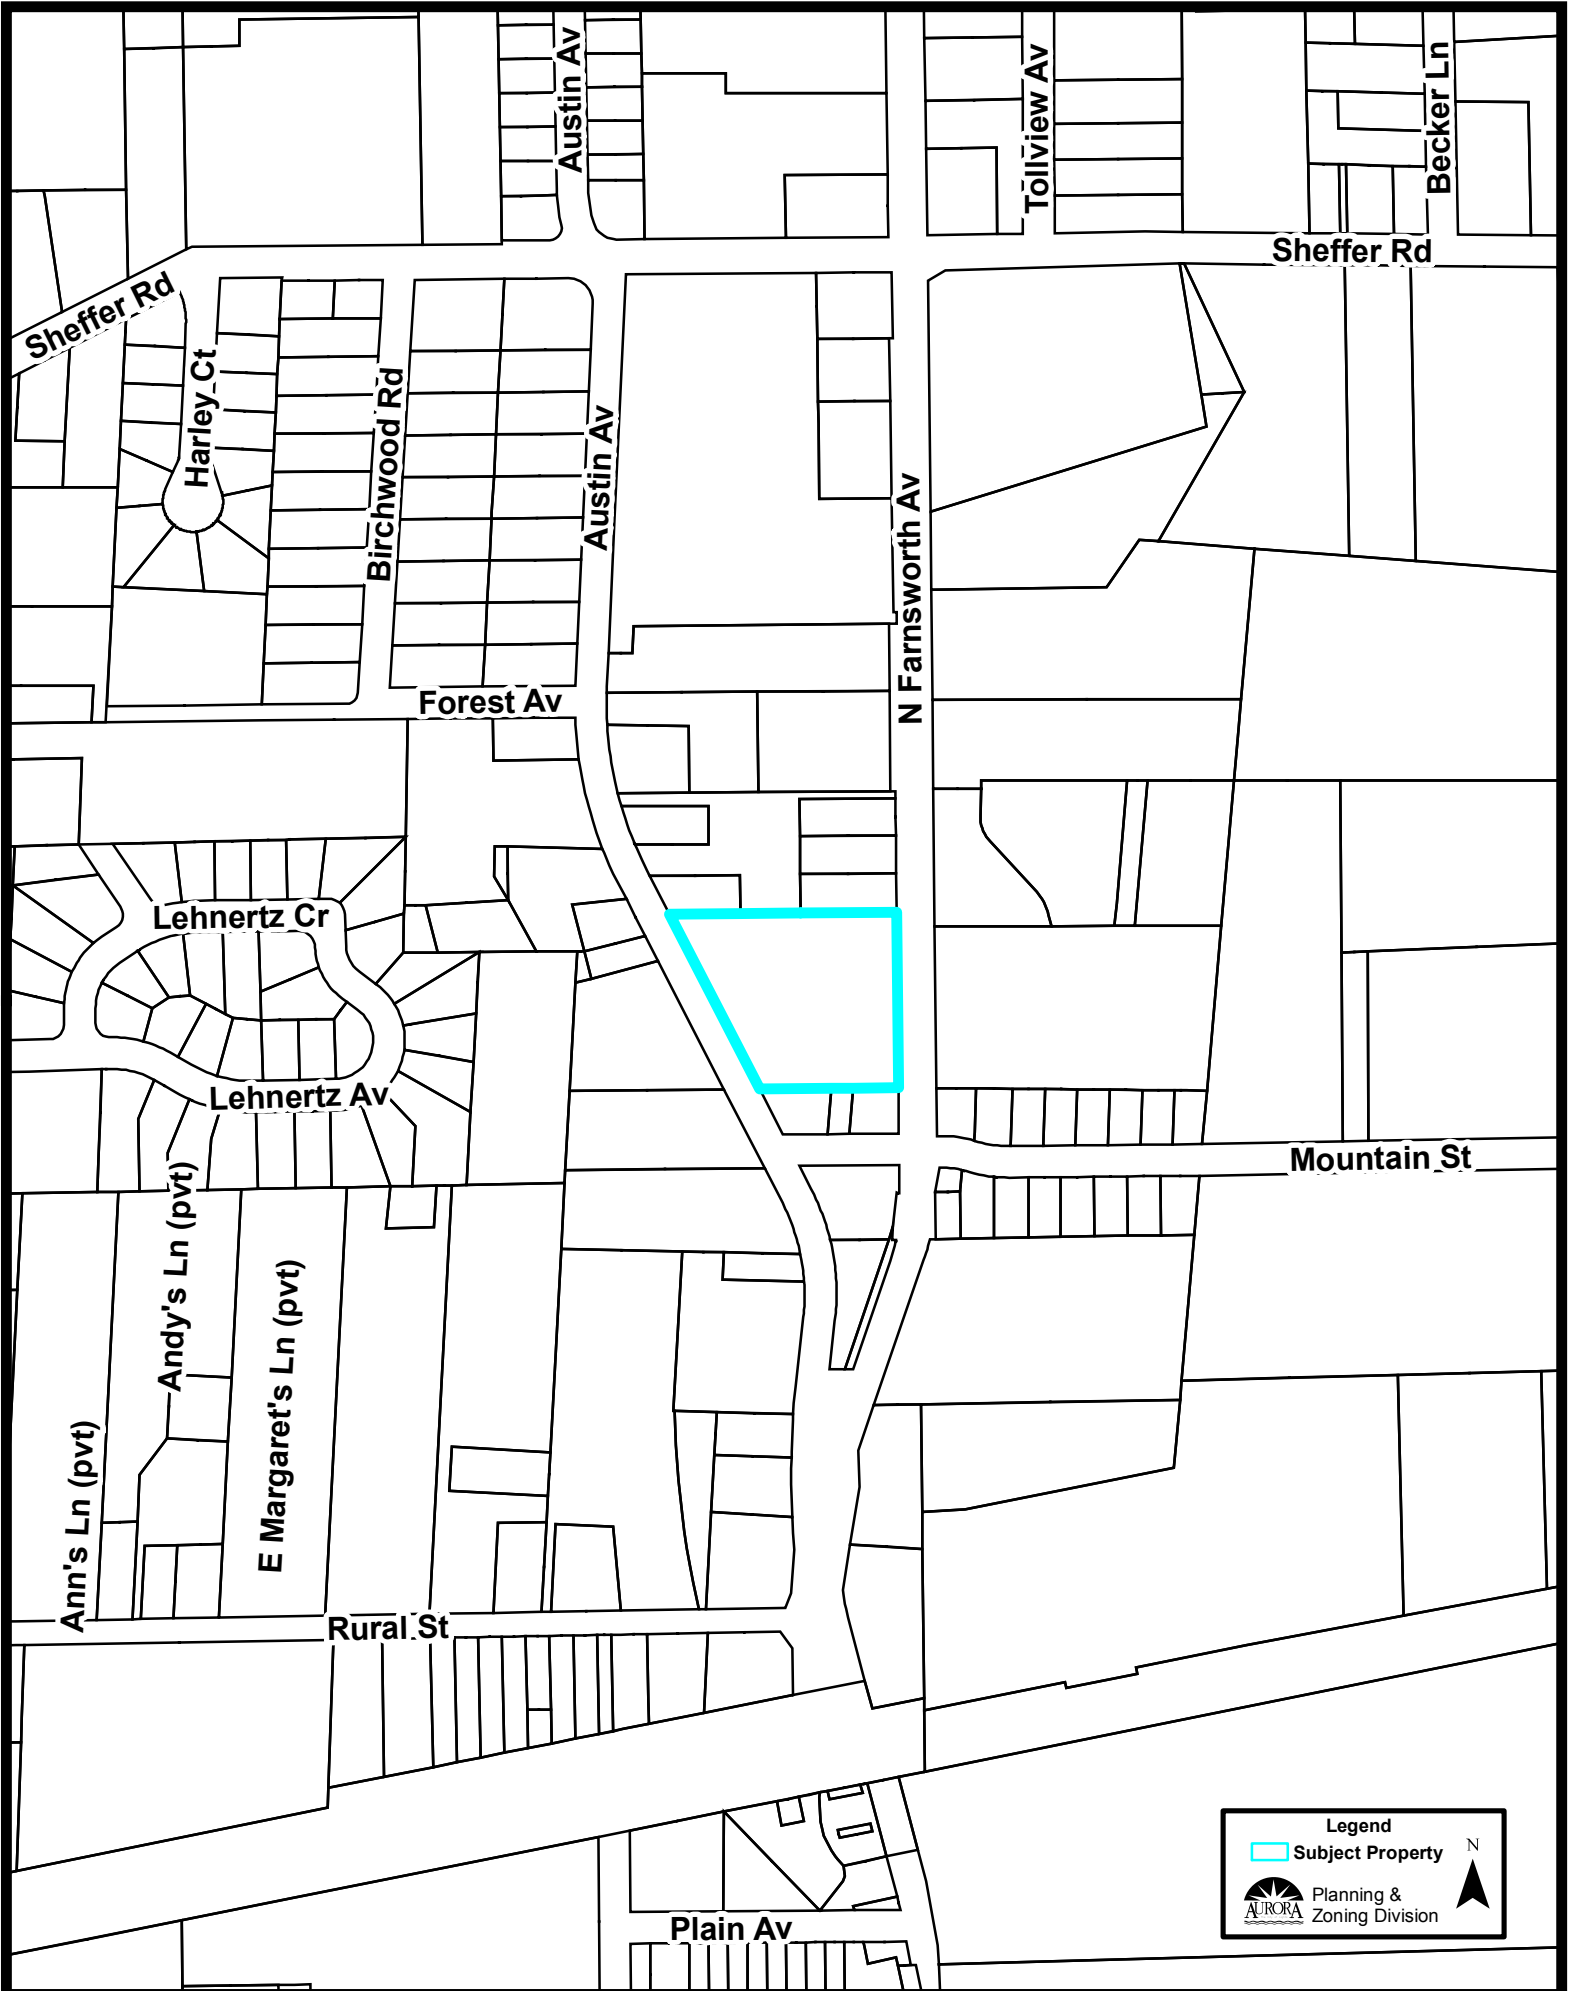 Austin Av
Tollview Av
Becker Ln
Sheffer Rd
Sheffer Rd
Harley Ct
Birchwood Rd
Austin Av
N Farnsworth Av
Forest Av
Lehnertz Cr
Lehnertz Av
Mountain St
Andy's Ln (pvt)
E Margaret's Ln (pvt)
Ann's Ln (pvt)
Rural St
Plain Av
Legend
Subject Property
N
AURORA
Planning &
Zoning Division